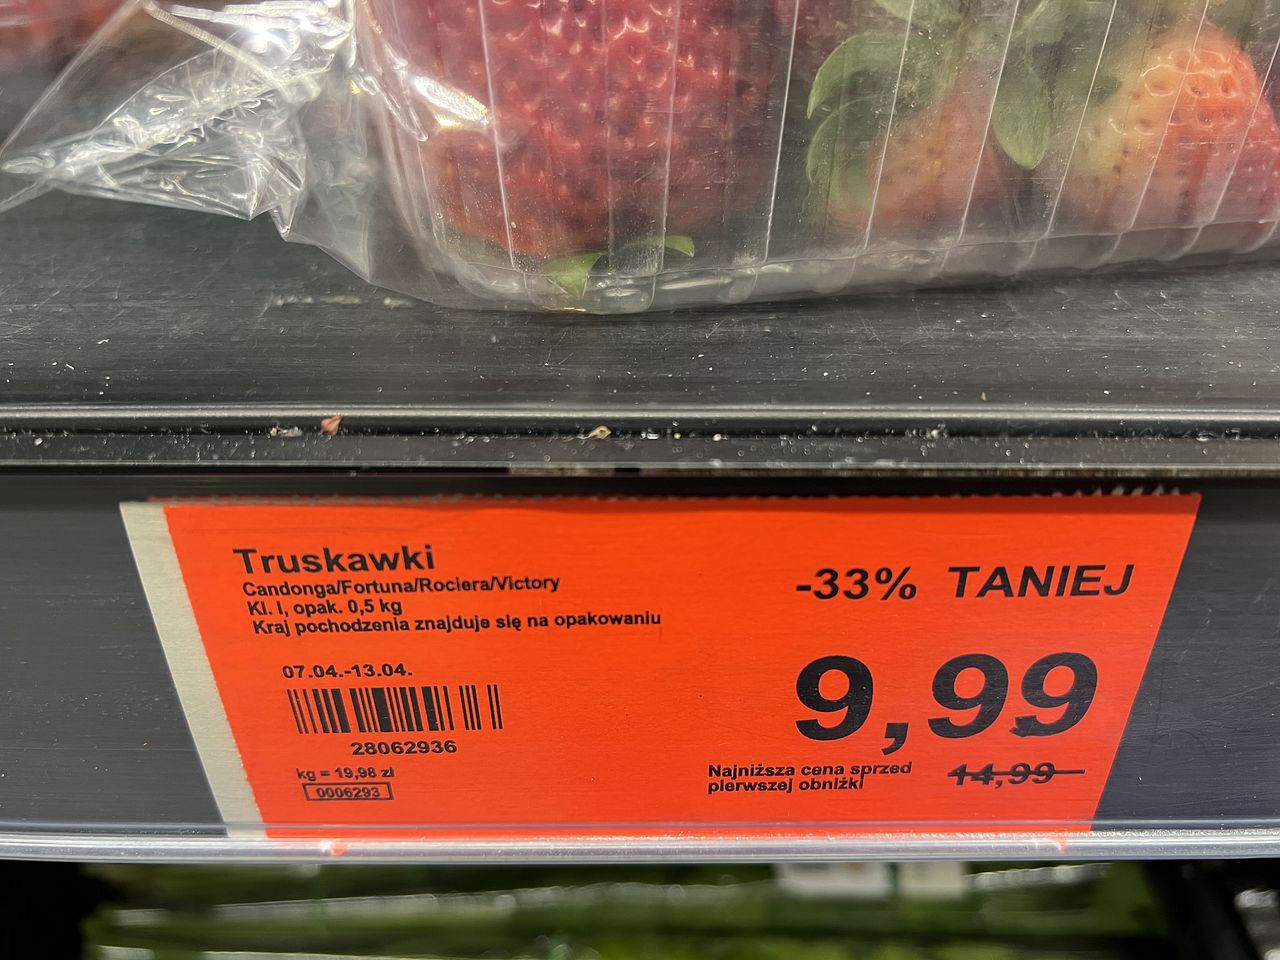 Truskawki
Candonga/Fortuna/Rociera/Victory
Kl. I, opak. 0,5 kg
Kraj pochodzenia znajduje się na opakowaniu
07.04.-13.04.
28062936
kg = 19,98 zł
0006293
-33% TANIEJ
9,99
Najniższa cena sprzed
pierwszej obniżki
14,99